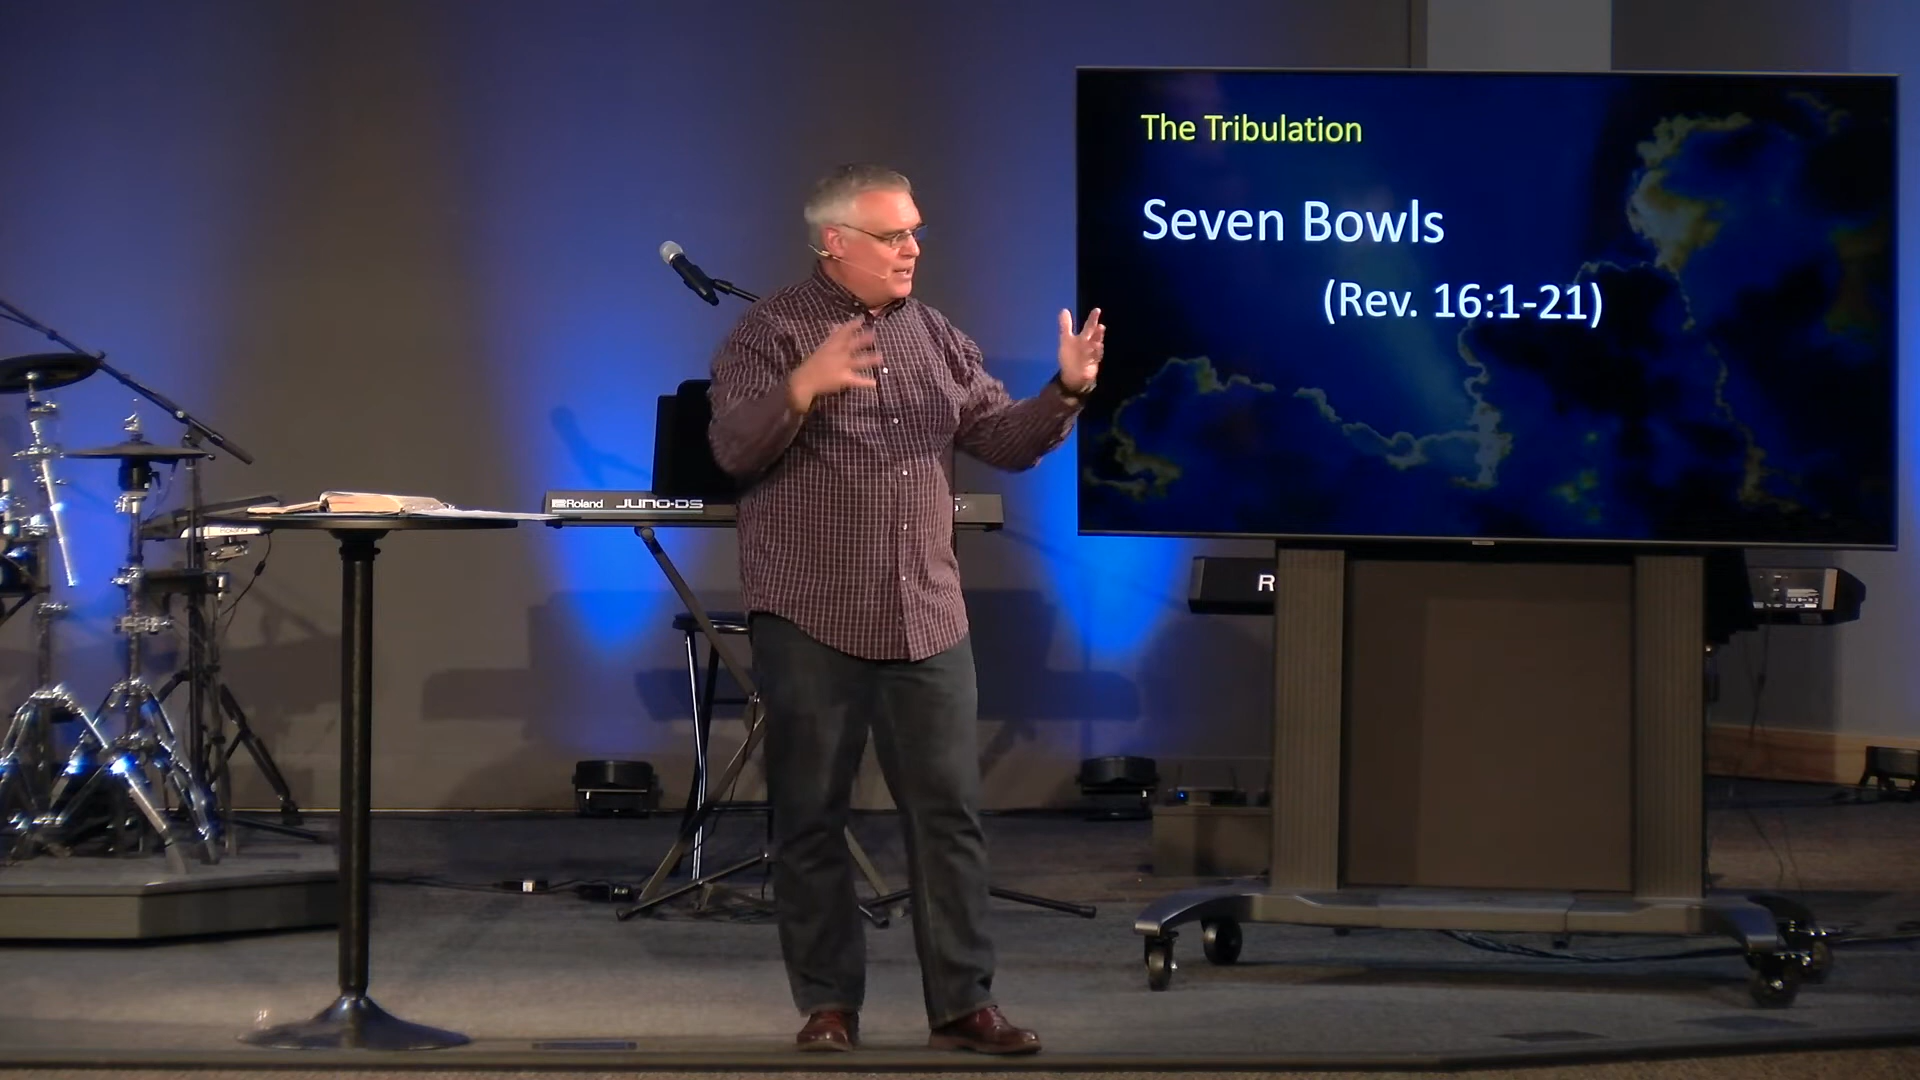 The Tribulation
Seven Bowls
(Rev. 16:1-21)
Roland JUNO-DS
R